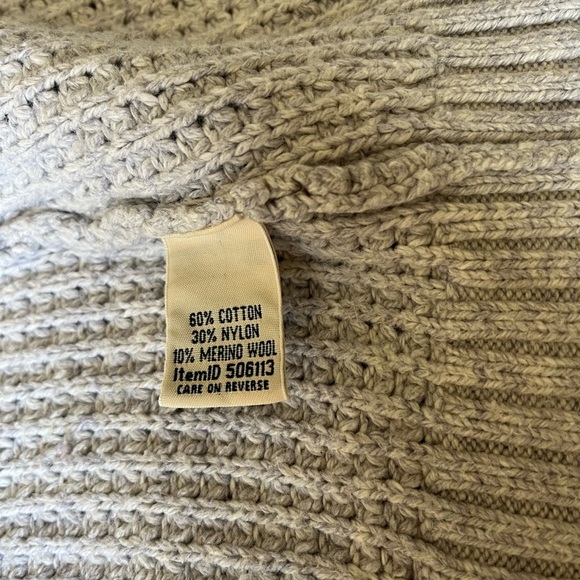 60% COTTON
30% NYLON
10% MERINO WOOL
ItemID 506113
CARE ON REVERSE